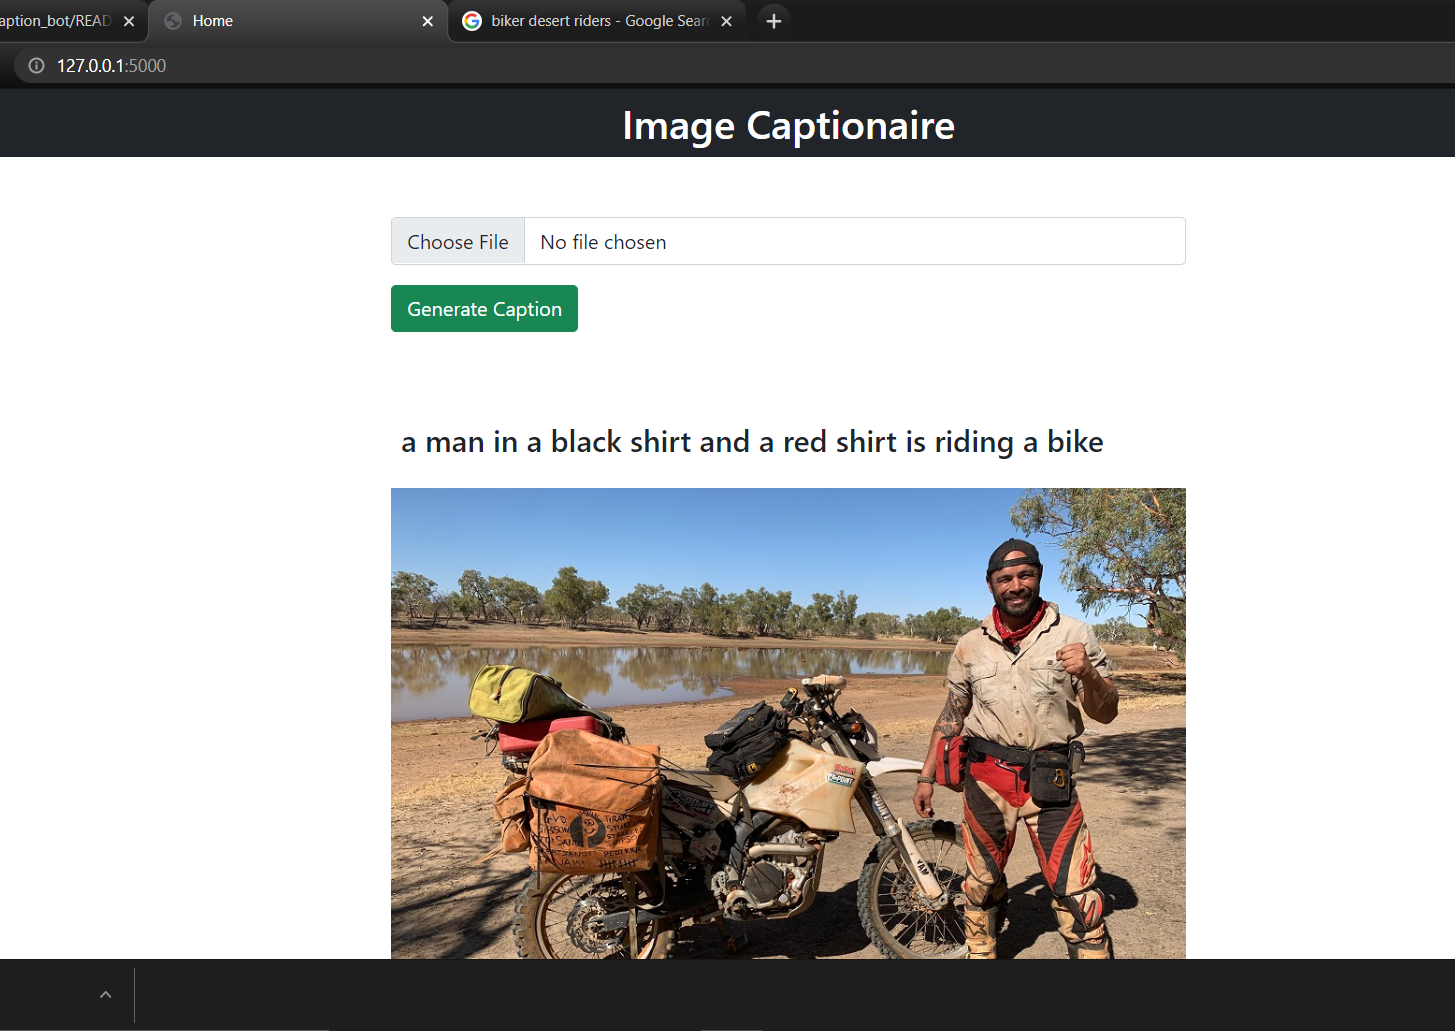 aption_bot/READ
Home
biker desert riders - Google Sear
127.0.0.1:5000
Image Captionaire
Choose File
No file chosen
Generate Caption
a man in a black shirt and a red shirt is riding a bike